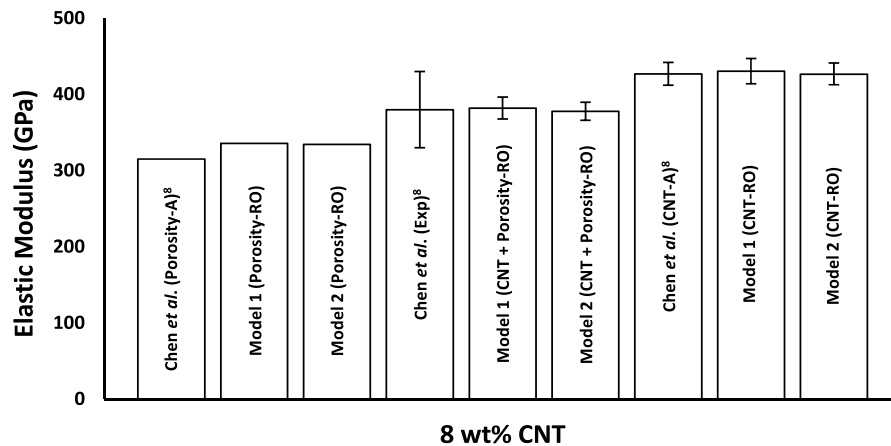 500
400
300
200
100
0
Elastic Modulus (GPa)
Chen et al. (Porosity-A)⁸
Model 1 (Porosity-RO)
Model 2 (Porosity-RO)
Chen et al. (Exp)⁸
Model 1 (CNT + Porosity-RO)
Model 2 (CNT + Porosity-RO)
Chen et al. (CNT-A)⁸
Model 1 (CNT-RO)
Model 2 (CNT-RO)
8 wt% CNT